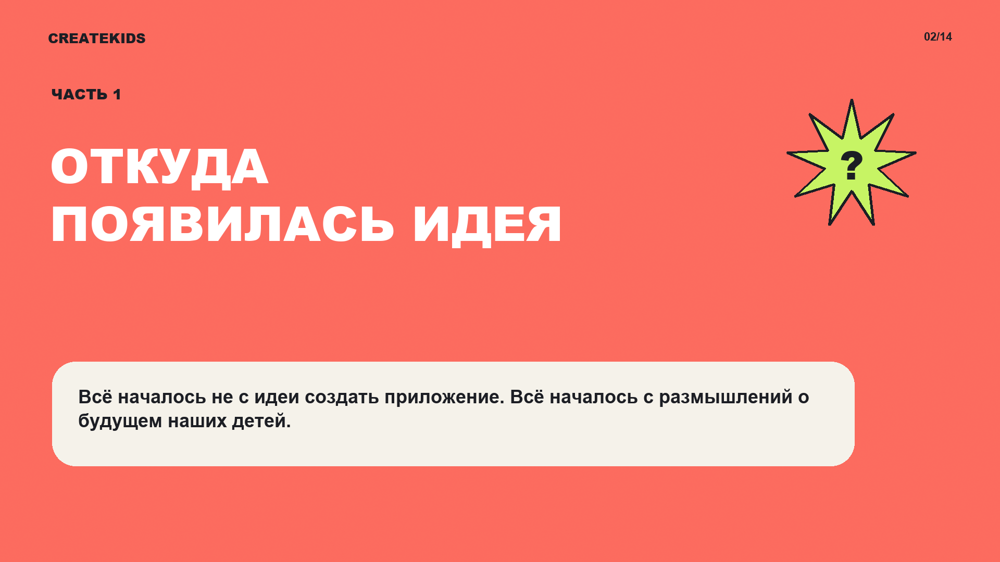 CREATEKIDS
02/14
ЧАСТЬ 1
ОТКУДА
ПОЯВИЛАСЬ ИДЕЯ
?
Всё началось не с идеи создать приложение. Всё началось с размышлений о
будущем наших детей.